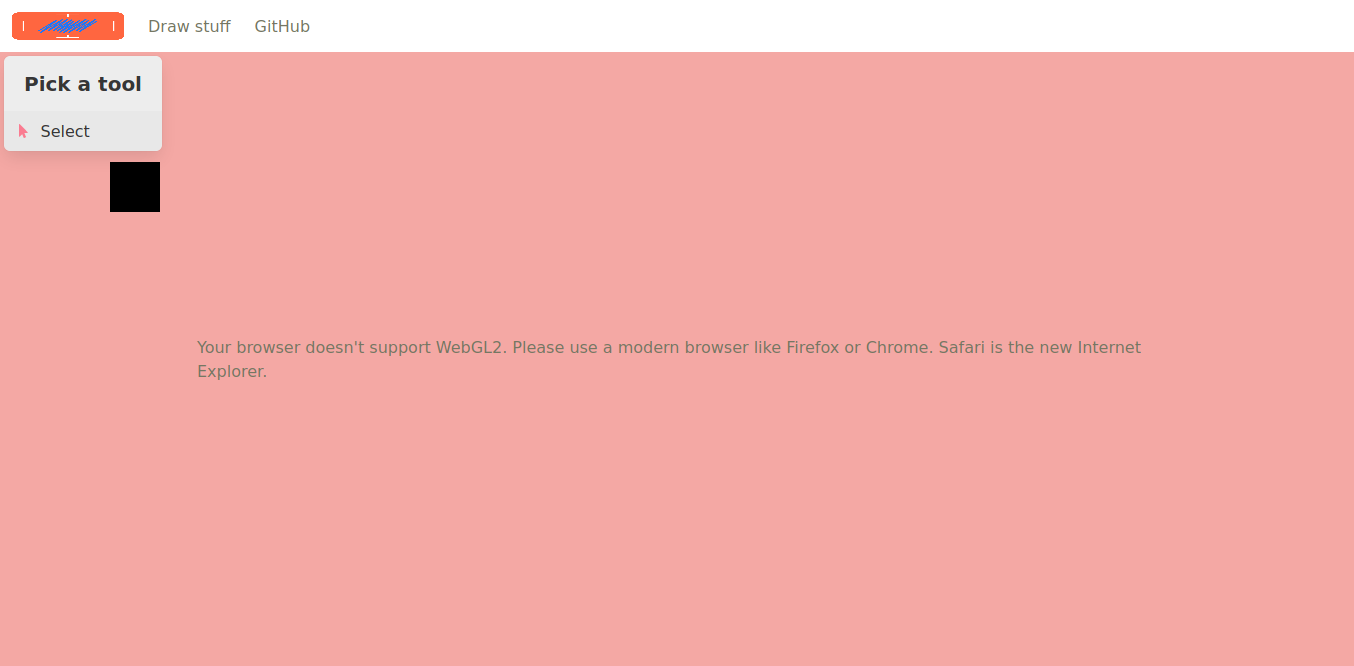 Draw stuff GitHub
Pick a tool
Select
Your browser doesn't support WebGL2. Please use a modern browser like Firefox or Chrome. Safari is the new Internet
Explorer.